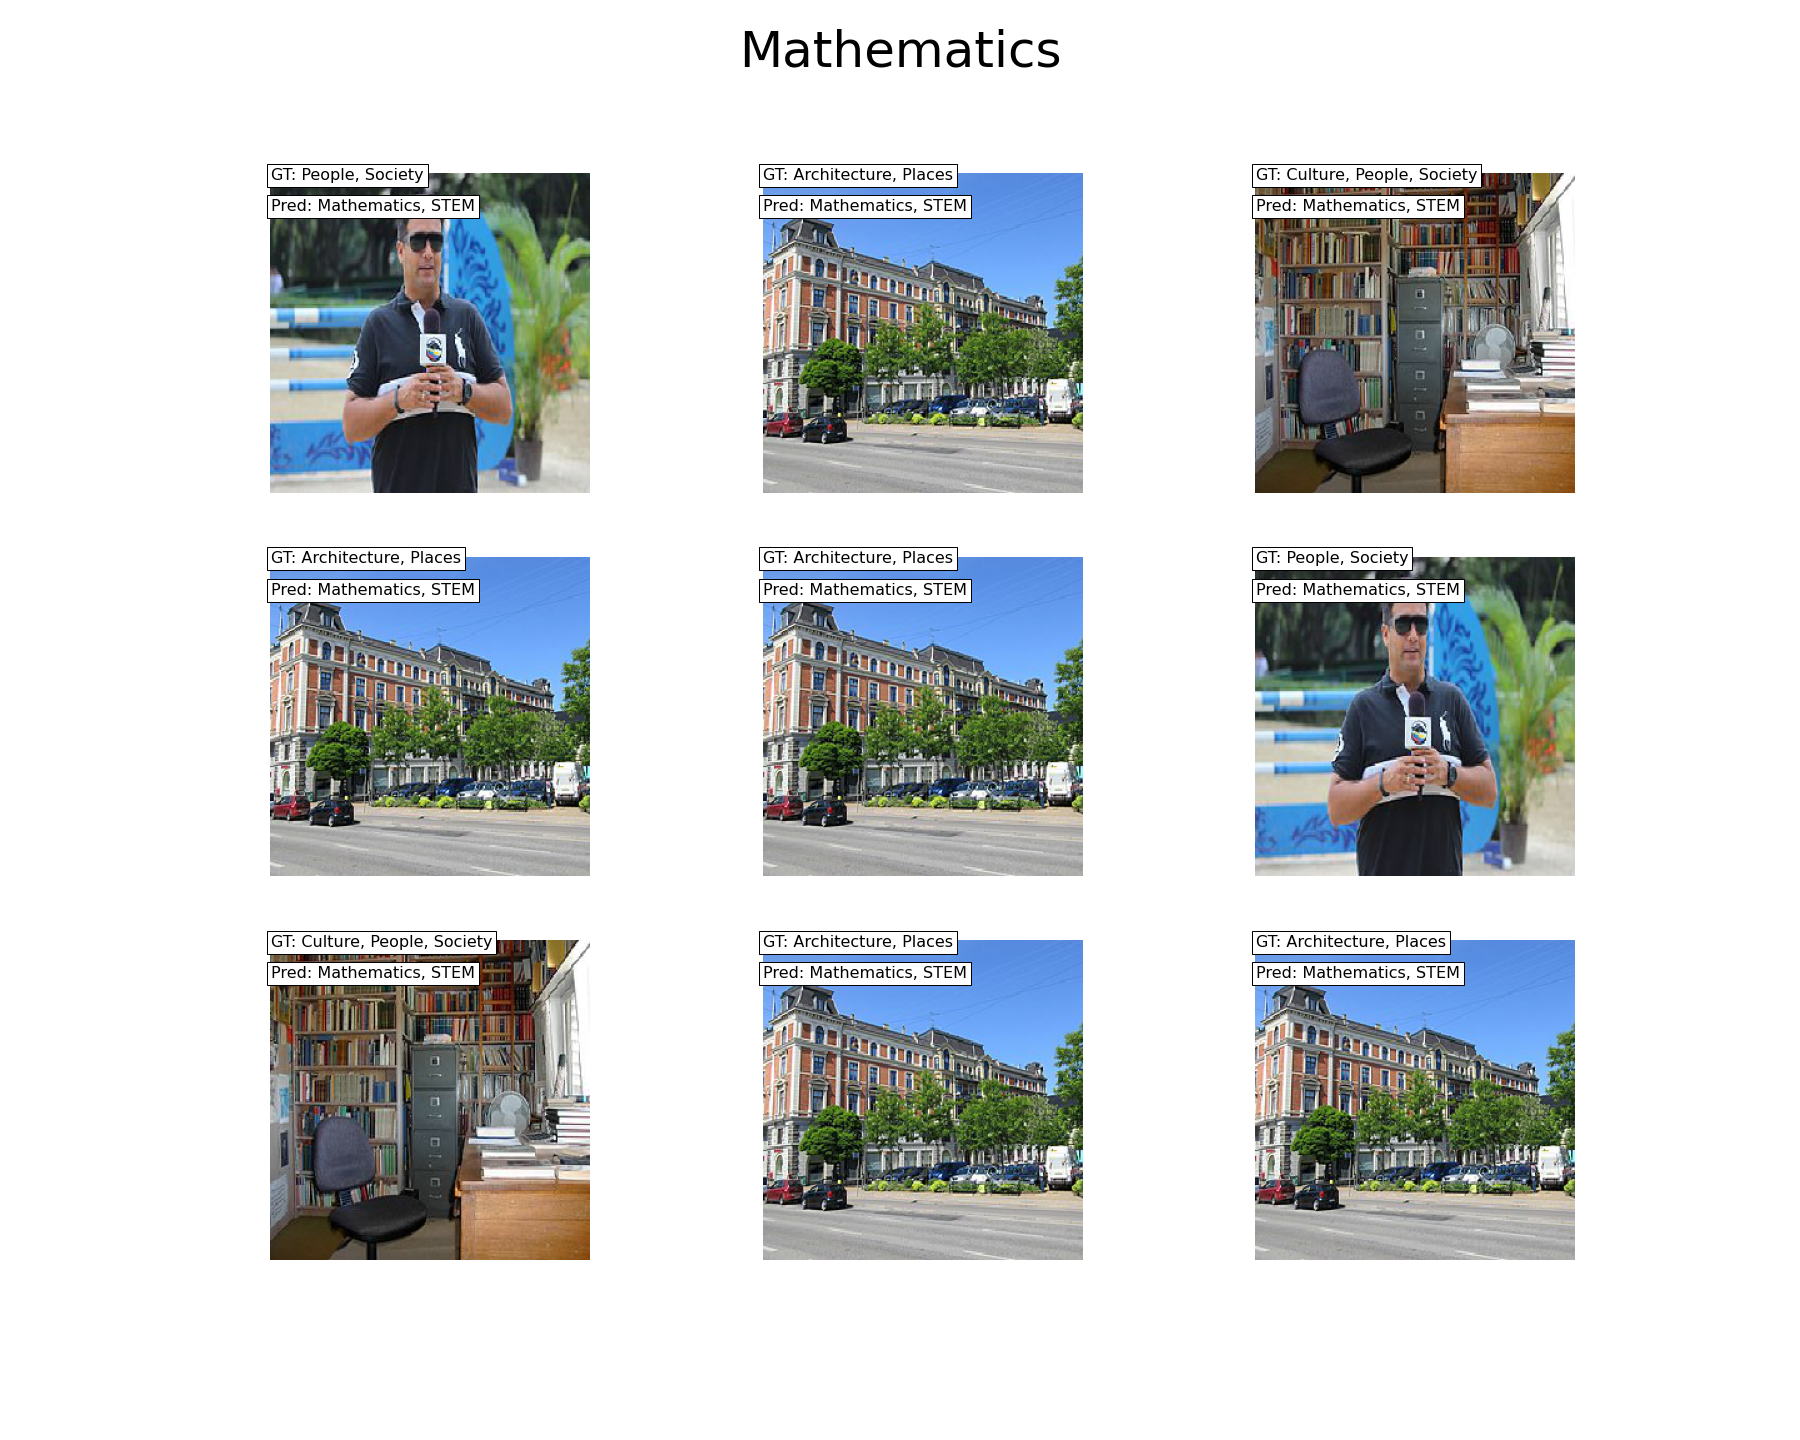 Mathematics
GT: People, Society
Pred: Mathematics, STEM
GT: Architecture, Places
Pred: Mathematics, STEM
GT: Culture, People, Society
Pred: Mathematics, STEM
GT: Architecture, Places
Pred: Mathematics, STEM
GT: Architecture, Places
Pred: Mathematics, STEM
GT: People, Society
Pred: Mathematics, STEM
GT: Culture, People, Society
Pred: Mathematics, STEM
GT: Architecture, Places
Pred: Mathematics, STEM
GT: Architecture, Places
Pred: Mathematics, STEM